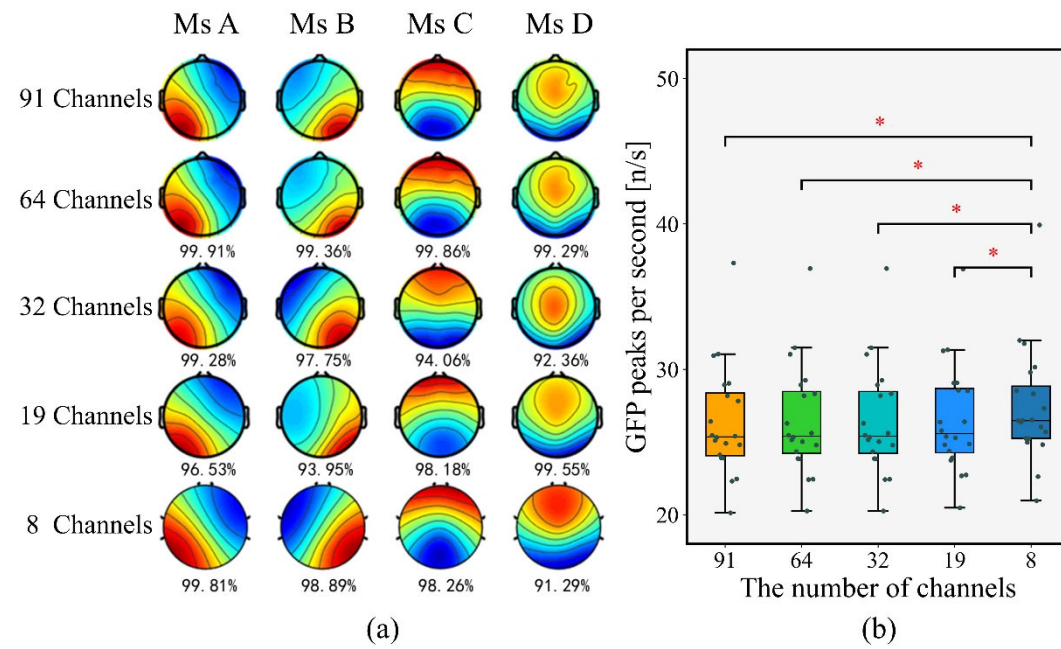 Ms A Ms B Ms C Ms D
91 Channels
64 Channels
99.91% 99.36% 99.86% 99.29%
32 Channels
99.28% 97.75% 94.06% 92.36%
19 Channels
96.53% 93.95% 98.18% 99.55%
8 Channels
99.81% 98.89% 98.26% 91.29%
(a)
GFP peaks per second [n/s]
50
40
30
20
*
*
*
*
91 64 32 19 8
The number of channels
(b)